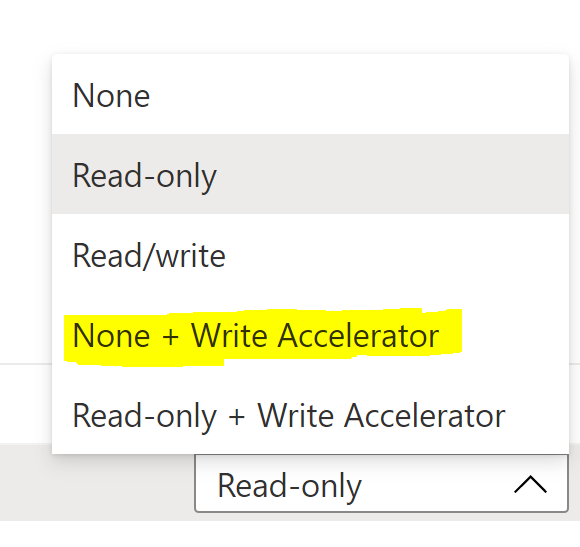 None
Read-only
Read/write
None + Write Accelerator
Read-only + Write Accelerator
Read-only